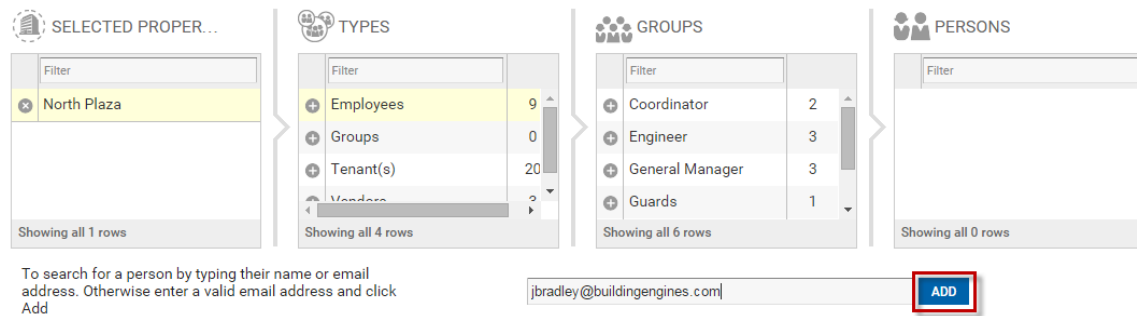 SELECTED PROPER...
TYPES
GROUPS
PERSONS
Filter
Filter
Filter
Filter
North Plaza
Employees 9
Coordinator 2
Groups 0
Engineer 3
Tenant(s) 20
General Manager 3
Vendors 3
Guards 1
Showing all 1 rows
Showing all 4 rows
Showing all 6 rows
Showing all 0 rows
To search for a person by typing their name or email
address. Otherwise enter a valid email address and click
Add
jbradley@buildingengines.com
ADD